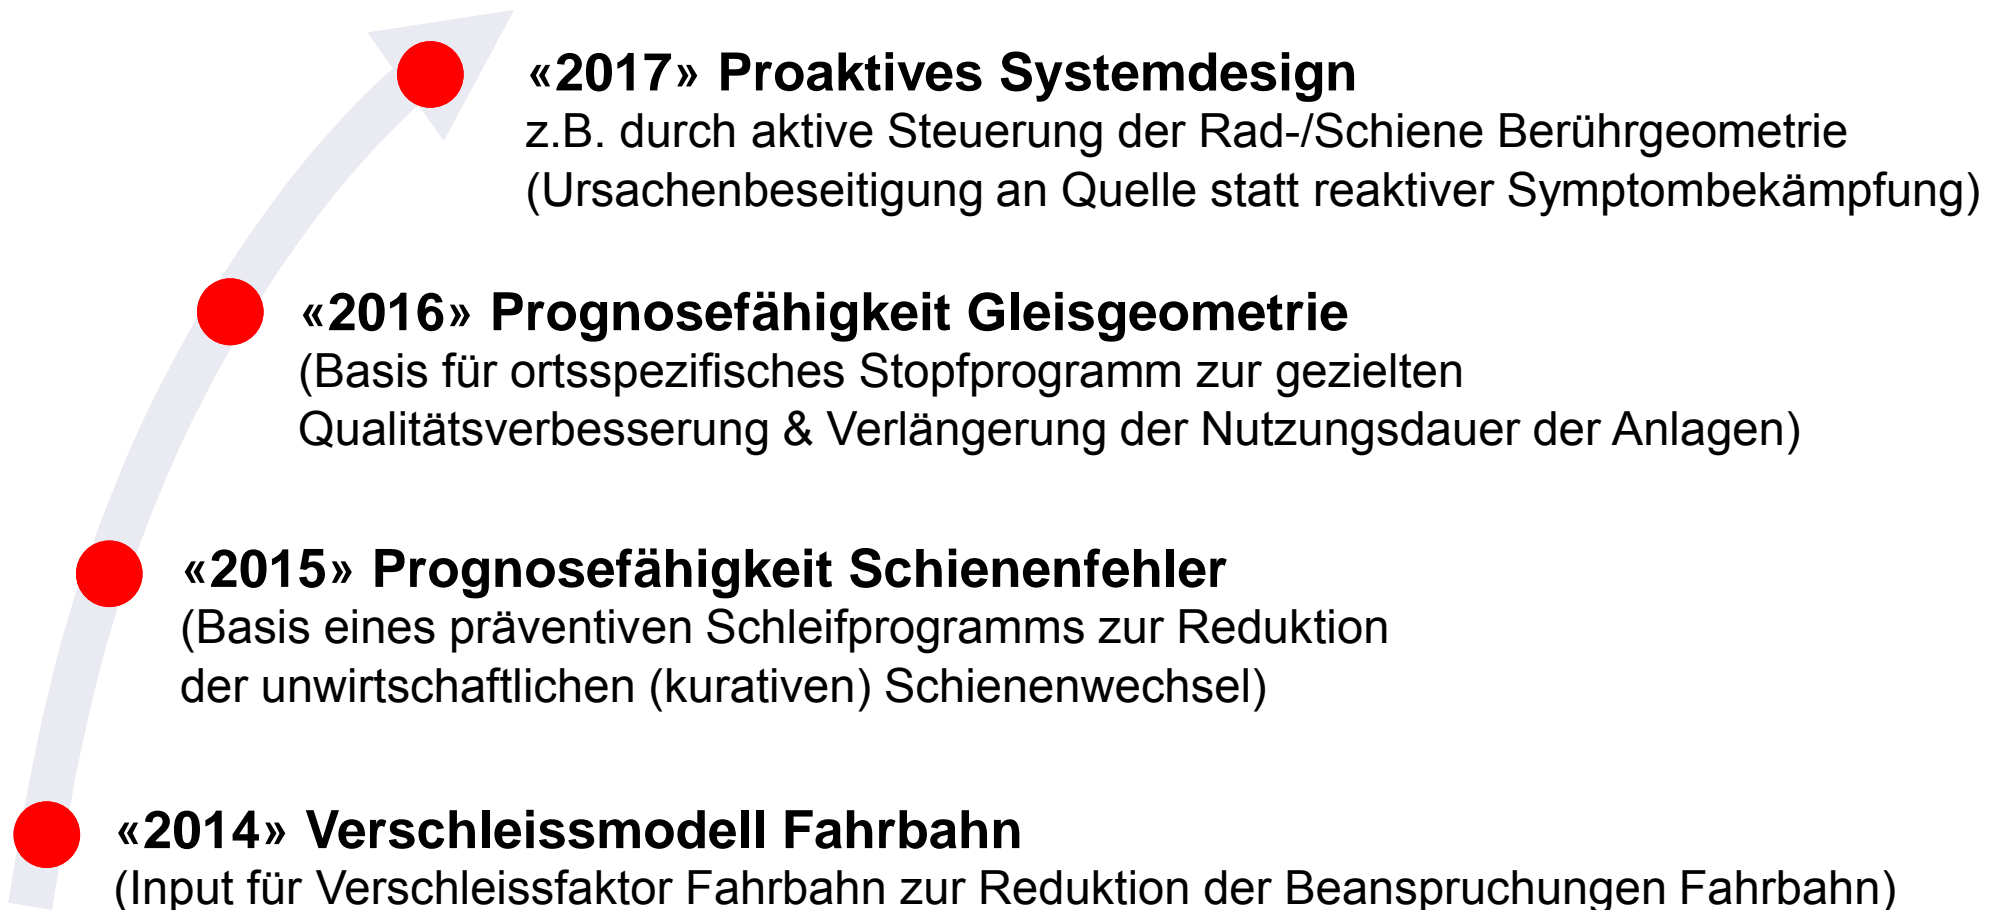 «2017» Proaktives Systemdesign
z.B. durch aktive Steuerung der Rad-/Schiene Berührgeometrie
(Ursachenbeseitigung an Quelle statt reaktiver Symptombekämpfung)
«2016» Prognosefähigkeit Gleisgeometrie
(Basis für ortsspezifisches Stopfprogramm zur gezielten
Qualitätsverbesserung & Verlängerung der Nutzungsdauer der Anlagen)
«2015» Prognosefähigkeit Schienenfehler
(Basis eines präventiven Schleifprogramms zur Reduktion
der unwirtschaftlichen (kurativen) Schienenwechsel)
«2014» Verschleissmodell Fahrbahn
(Input für Verschleissfaktor Fahrbahn zur Reduktion der Beanspruchungen Fahrbahn)